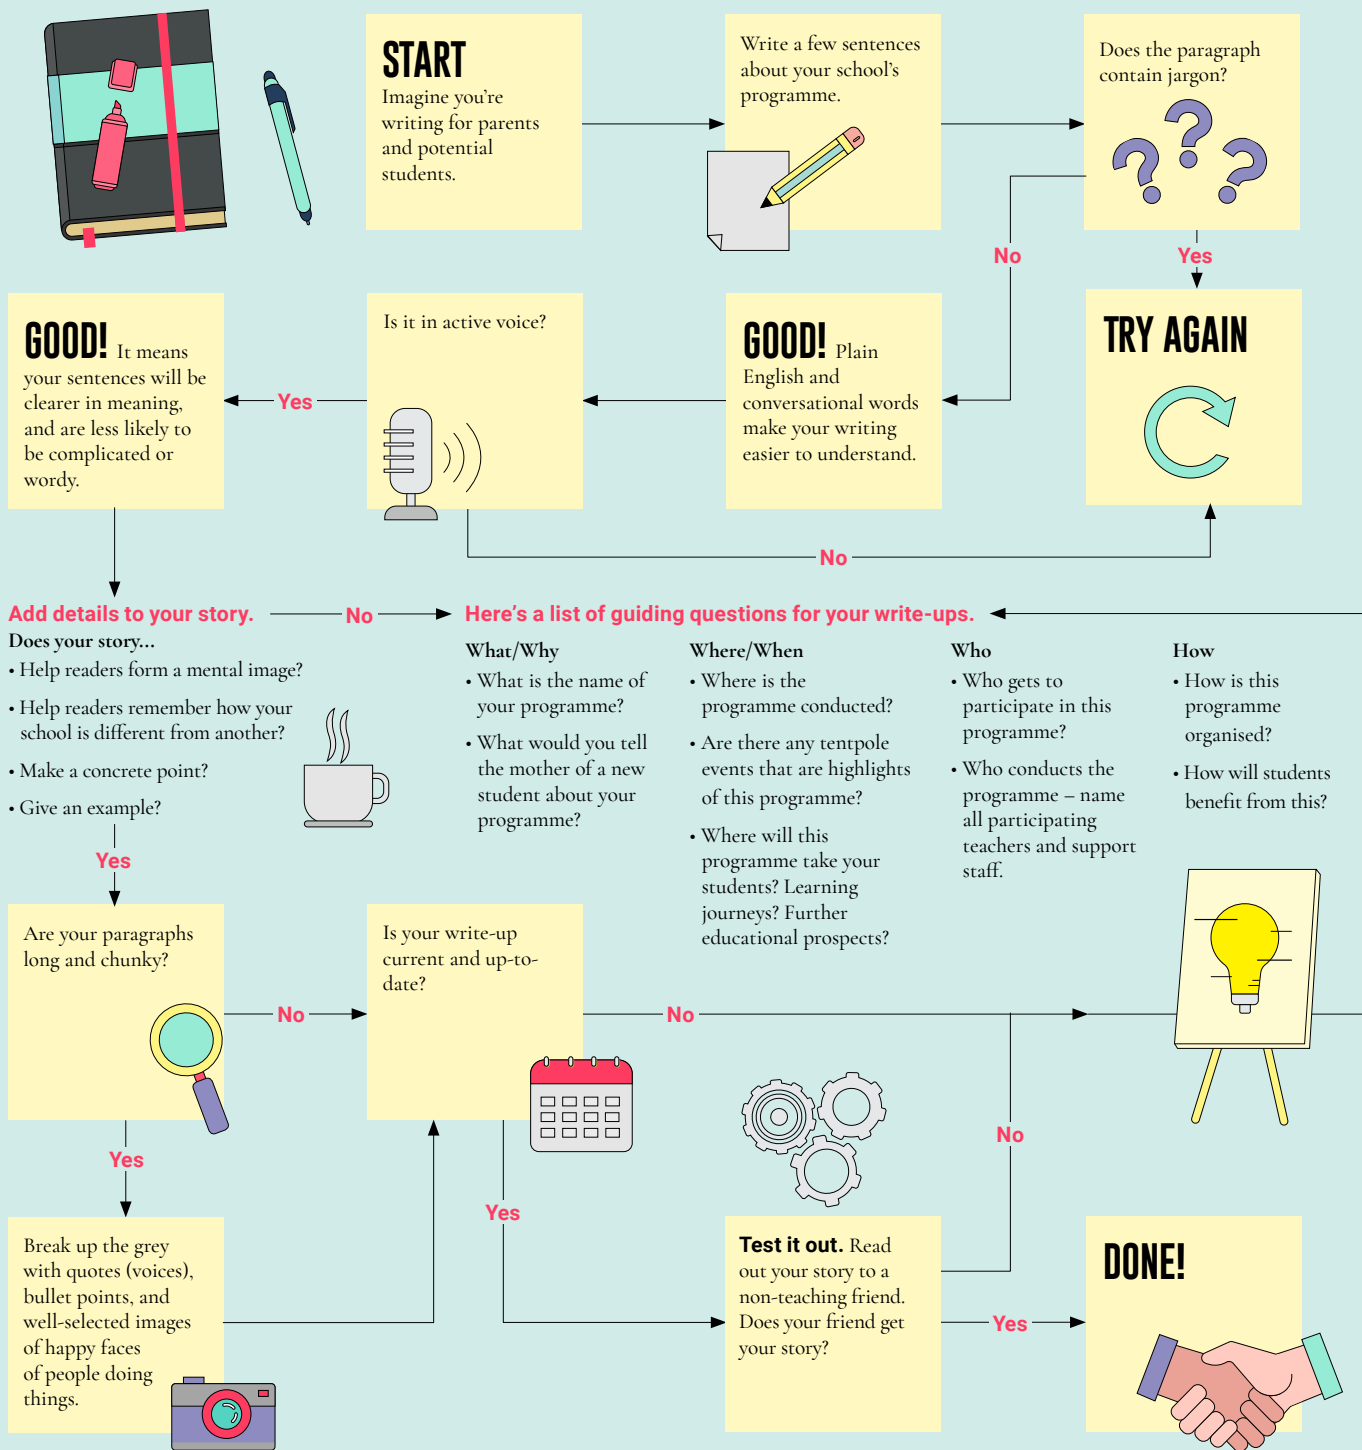 START
Imagine you're
writing for parents
and potential
students.
Write a few sentences
about your school's
programme.
Does the paragraph
contain jargon?
No
Yes
TRY AGAIN
GOOD! Plain
English and
conversational words
make your writing
easier to understand.
Is it in active voice?
Yes
No
GOOD! It means
your sentences will be
clearer in meaning,
and are less likely to
be complicated or
wordy.
Add details to your story.
Does your story...
• Help readers form a mental image?
• Help readers remember how your
school is different from another?
• Make a concrete point?
• Give an example?
No
Yes
Here's a list of guiding questions for your write-ups.
What/Why
• What is the name of
your programme?
• What would you tell
the mother of a new
student about your
programme?
Where/When
• Where is the
programme conducted?
• Are there any tentpole
events that are highlights
of this programme?
• Where will this
programme take your
students? Learning
journeys? Further
educational prospects?
Who
• Who gets to
participate in this
programme?
• Who conducts the
programme – name
all participating
teachers and support
staff.
How
• How is this
programme
organised?
• How will students
benefit from this?
Are your paragraphs
long and chunky?
No
Yes
Is your write-up
current and up-to-
date?
No
Yes
Break up the grey
with quotes (voices),
bullet points, and
well-selected images
of happy faces
of people doing
things.
Test it out. Read
out your story to a
non-teaching friend.
Does your friend get
your story?
No
Yes
DONE!